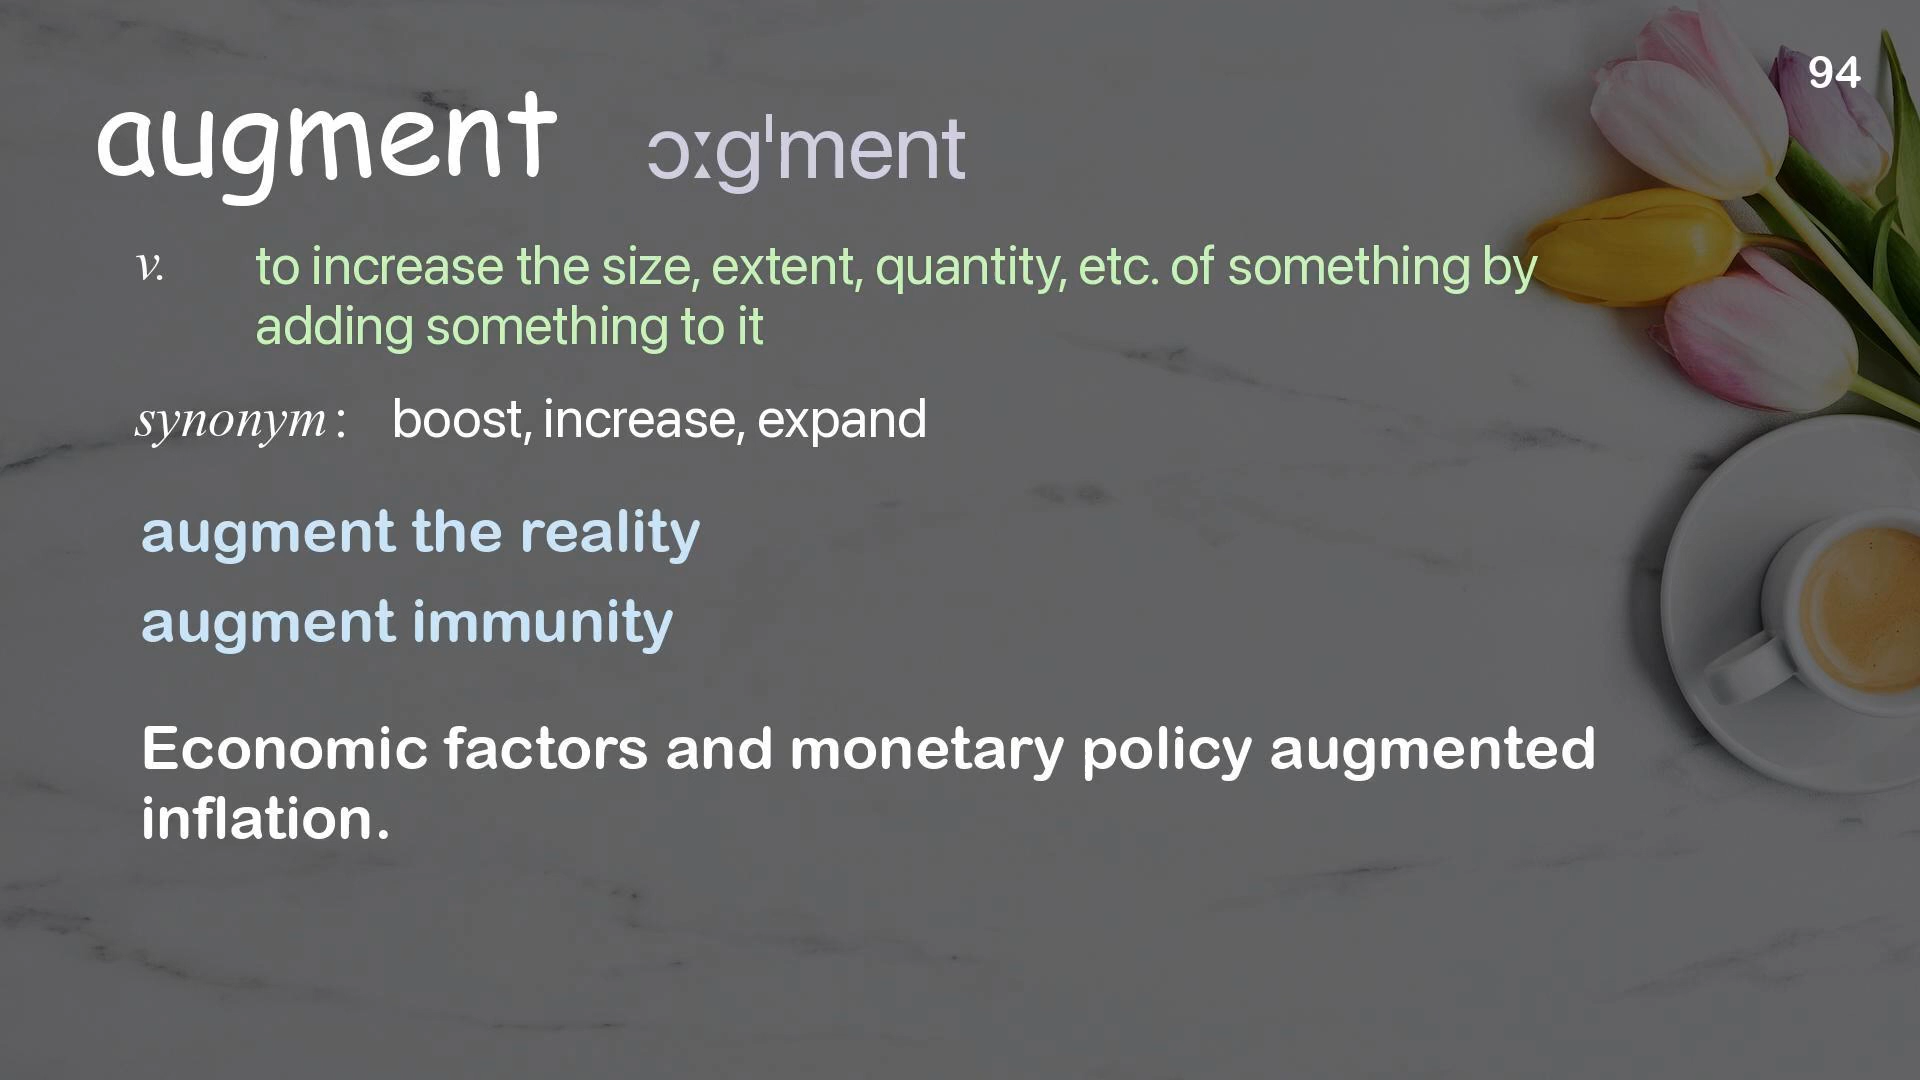 94
augment ɔːgˈment
v. to increase the size, extent, quantity, etc. of something by
adding something to it
synonym: boost, increase, expand
augment the reality
augment immunity
Economic factors and monetary policy augmented
inflation.